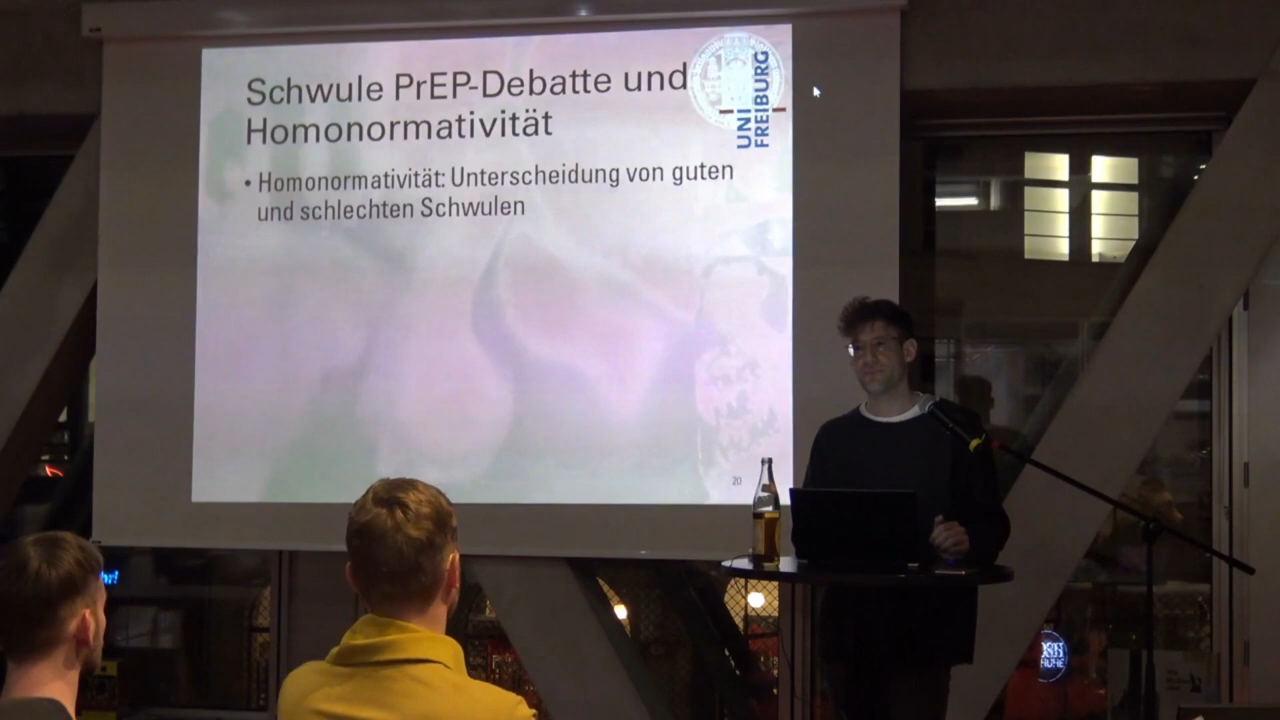 Schwule PrEP-Debatte und
Homonormativität
UNI
FREIBURG
• Homonormativität: Unterscheidung von guten
und schlechten Schwulen
20